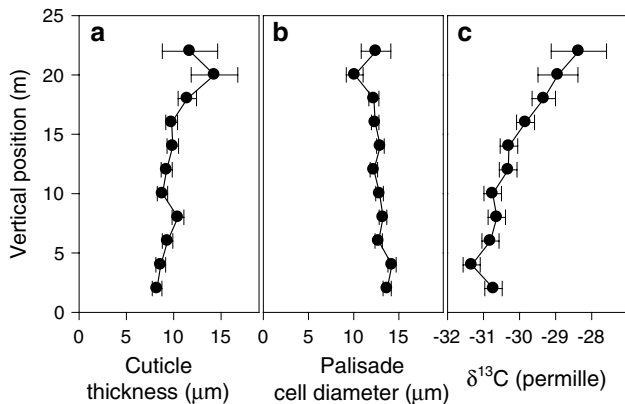 a
b
c
Vertical position (m)
25
20
15
10
5
0
0 5 10 15
0 5 10 15
-32 -31 -30 -29 -28
Cuticle
thickness (μm)
Palisade
cell diameter (μm)
δ¹³C (permille)